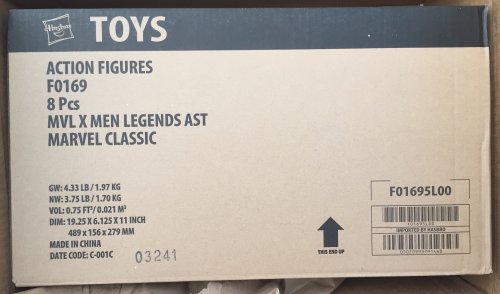 Hasbro
TOYS
ACTION FIGURES
F0169
8 Pcs
MVL X MEN LEGENDS AST
MARVEL CLASSIC
GW: 4.33 LB / 1.97 KG
NW: 3.75 LB / 1.70 KG
VOL: 0.75 FT³/ 0.021 M³
DIM: 19.25 X 6.125 X 11 INCH
489 x 156 x 279 MM
MADE IN CHINA
DATE CODE: C-001C
03241
THIS END UP
F01695L00
F01695L00
IMPORTED BY HASBRO